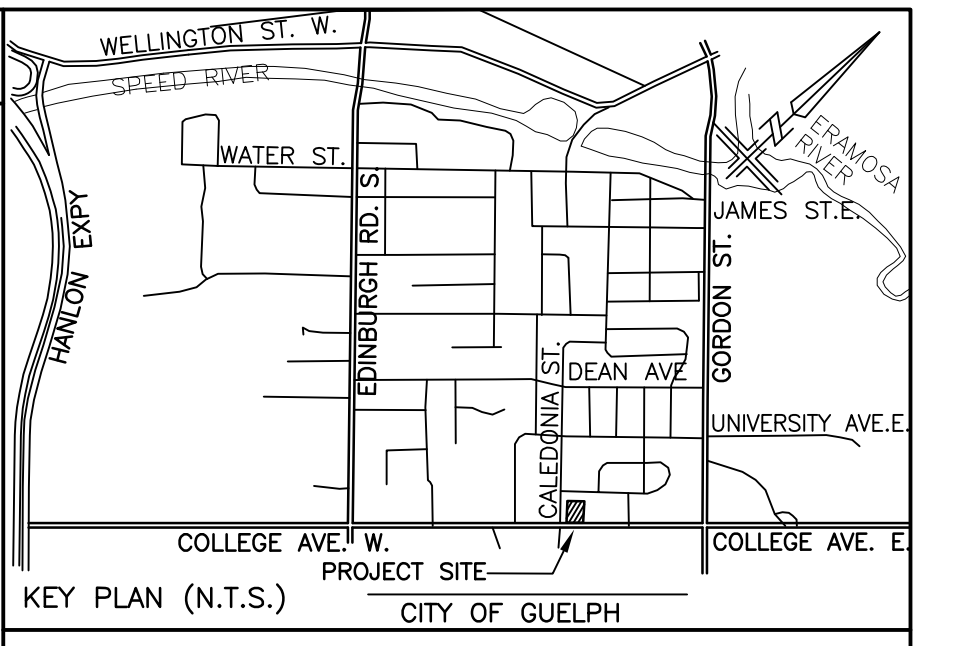 WELLINGTON ST. W.
SPEED RIVER
ERAMOSA
RIVER
N
WATER ST.
HANLON EXPY
EDINBURGH RD. S.
JAMES ST.E.
GORDON ST.
CALEDONIA ST.
DEAN AVE
UNIVERSITY AVE.E.
COLLEGE AVE. W.
COLLEGE AVE. E.
PROJECT SITE
KEY PLAN (N.T.S.)
CITY OF GUELPH